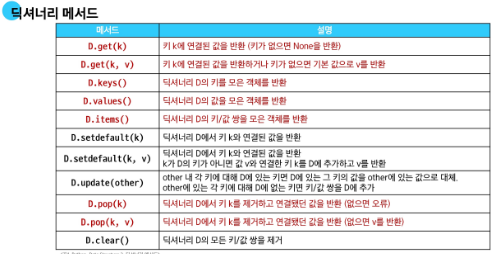 딕셔너리 메서드
메서드 설명
D.get(k) 키 k에 연결된 값을 반환 (키가 없으면 None을 반환)
D.get(k, v) 키 k에 연결된 값을 반환하거나 키가 없으면 기본 값으로 v를 반환
D.keys() 딕셔너리 D의 키를 모은 객체를 반환
D.values() 딕셔너리 D의 값을 모은 객체를 반환
D.items() 딕셔너리 D의 키/값 쌍을 모은 객체를 반환
D.setdefault(k) 딕셔너리 D에서 키 k와 연결된 값을 반환
D.setdefault(k, v) 딕셔너리 D에서 키 k와 연결된 값을 반환
k가 D의 키가 아니면 값 v와 연결한 키 k를 D에 추가하고 v를 반환
D.update(other) other 내 각 키에 대해 D에 있는 키면 D에 있는 그 키의 값을 other에 있는 값으로 대체.
other에 있는 각 키에 대해 D에 없는 키면 키/값 쌍을 D에 추가
D.pop(k) 딕셔너리 D에서 키 k를 제거하고 연결됐던 값을 반환 (없으면 오류)
D.pop(k, v) 딕셔너리 D에서 키 k를 제거하고 연결됐던 값을 반환 (없으면 v를 반환)
D.clear() 딕셔너리 D의 모든 키/값 쌍을 제거